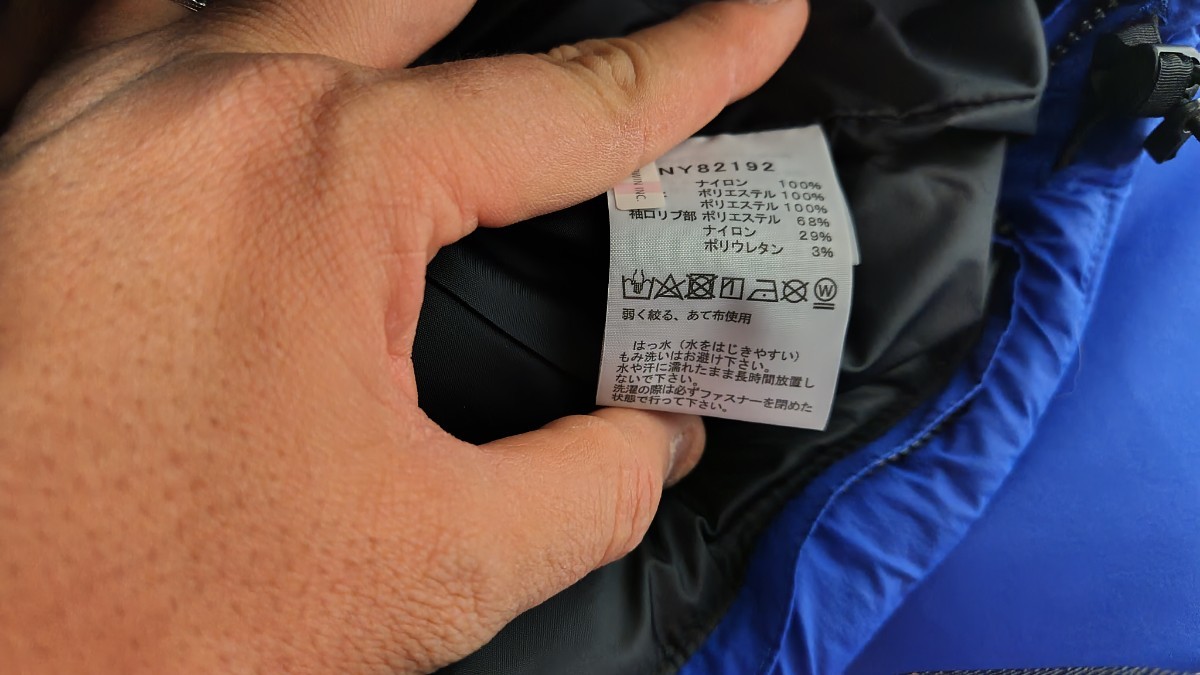 NY82192
ナイロン 100%
ポリエステル 100%
ポリエステル 100%
袖口リブ部 ポリエステル 68%
ナイロン 29%
ポリウレタン 3%
W
弱く絞る、あて布使用
はっ水（水をはじきやすい）
もみ洗いはお避け下さい。
水や汗に濡れたまま長時間放置し
ないで下さい。
洗濯の際は必ずファスナーを閉めた
状態で行って下さい。
WIN INC.